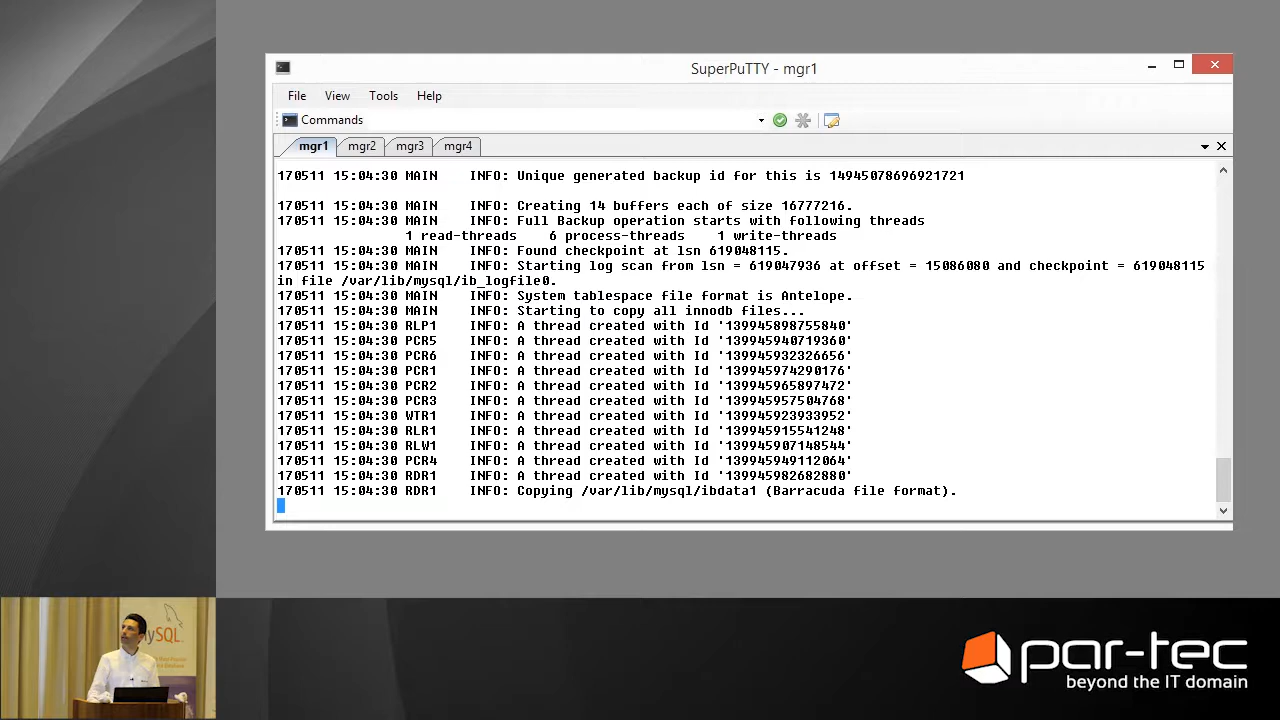 SuperPuTTY - mgr1
File View Tools Help
Commands
mgr1 mgr2 mgr3 mgr4
170511 15:04:30 MAIN INFO: Unique generated backup id for this is 14945078696921721
170511 15:04:30 MAIN INFO: Creating 14 buffers each of size 16777216.
170511 15:04:30 MAIN INFO: Full Backup operation starts with following threads
1 read-threads 6 process-threads 1 write-threads
170511 15:04:30 MAIN INFO: Found checkpoint at lsn 619048115.
170511 15:04:30 MAIN INFO: Starting log scan from lsn = 619047936 at offset = 15086080 and checkpoint = 619048115
in file /var/lib/mysql/ib_logfile0.
170511 15:04:30 MAIN INFO: System tablespace file format is Antelope.
170511 15:04:30 MAIN INFO: Starting to copy all innodb files...
170511 15:04:30 RLP1 INFO: A thread created with Id '139945898755840'
170511 15:04:30 PCR5 INFO: A thread created with Id '139945940719360'
170511 15:04:30 PCR6 INFO: A thread created with Id '139945932326656'
170511 15:04:30 PCR1 INFO: A thread created with Id '139945974290176'
170511 15:04:30 PCR2 INFO: A thread created with Id '139945965897472'
170511 15:04:30 PCR3 INFO: A thread created with Id '139945957504768'
170511 15:04:30 WTR1 INFO: A thread created with Id '139945923933952'
170511 15:04:30 RLR1 INFO: A thread created with Id '139945915541248'
170511 15:04:30 RLW1 INFO: A thread created with Id '139945907148544'
170511 15:04:30 PCR4 INFO: A thread created with Id '139945949112064'
170511 15:04:30 RDR1 INFO: A thread created with Id '139945982682880'
170511 15:04:30 RDR1 INFO: Copying /var/lib/mysql/ibdata1 (Barracuda file format).
ySQL
par-tec
beyond the IT domain